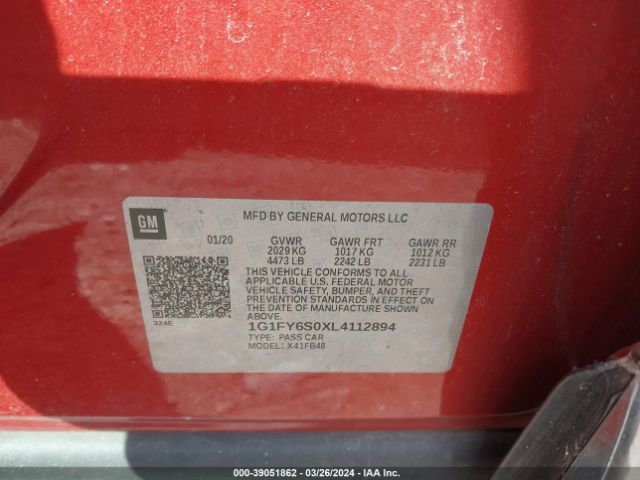 GM
MFD BY GENERAL MOTORS LLC
01/20 GVWR GAWR FRT GAWR RR
2029 KG 1017 KG 1012 KG
4473 LB 2242 LB 2231 LB
THIS VEHICLE CONFORMS TO ALL
APPLICABLE U.S. FEDERAL MOTOR
VEHICLE SAFETY, BUMPER, AND THEFT
PREVENTION STANDARDS IN EFFECT ON
THE DATE OF MANUFACTURE SHOWN
ABOVE.
324E
1G1FY6S0XL4112894
TYPE: PASS CAR
MODEL: X41FB48
000-39051862 - 03/26/2024 - IAA Inc.